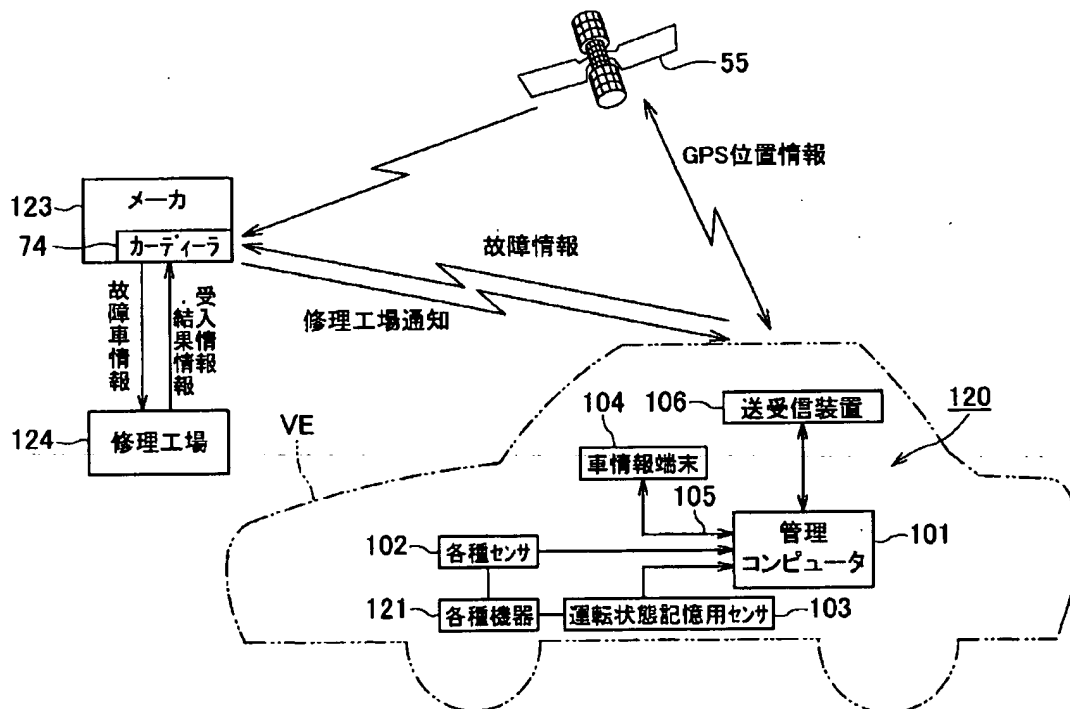 55
GPS位置情報
123
メーカ
74
カーディーラ
故障情報
修理工場通知
故障車情報
受入情報
・結果情報
124
修理工場
VE
106
送受信装置
120
104
車情報端末
105
管理
コンピュータ
101
102
各種センサ
121
各種機器
運転状態記憶用センサ
103